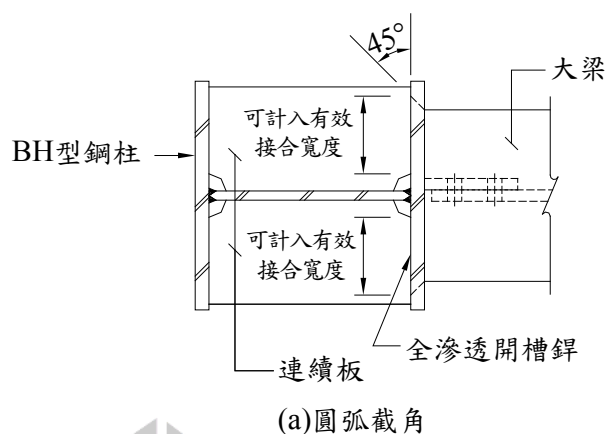 45°
大梁
可計入有效
接合寬度
BH型鋼柱
可計入有效
接合寬度
全滲透開槽銲
連續板
(a)圓弧截角